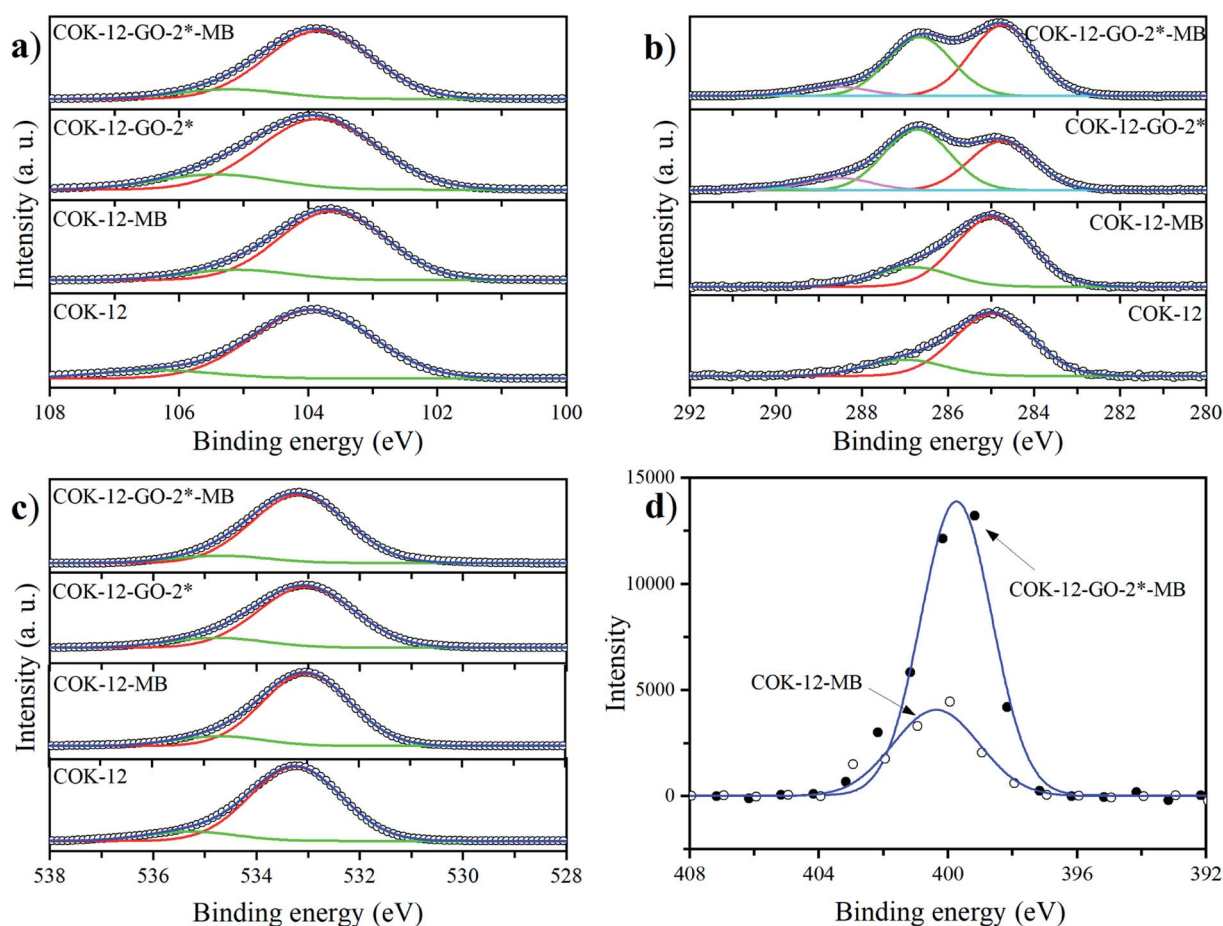 a)
COK-12-GO-2*-MB
COK-12-GO-2*
COK-12-MB
COK-12
Intensity (a. u.)
108 106 104 102 100
Binding energy (eV)
b)
COK-12-GO-2*-MB
COK-12-GO-2*
COK-12-MB
COK-12
Intensity (a. u.)
292 290 288 286 284 282 280
Binding energy (eV)
c)
COK-12-GO-2*-MB
COK-12-GO-2*
COK-12-MB
COK-12
Intensity (a. u.)
538 536 534 532 530 528
Binding energy (eV)
d)
15000
10000
5000
0
Intensity
COK-12-GO-2*-MB
COK-12-MB
408 404 400 396 392
Binding energy (eV)